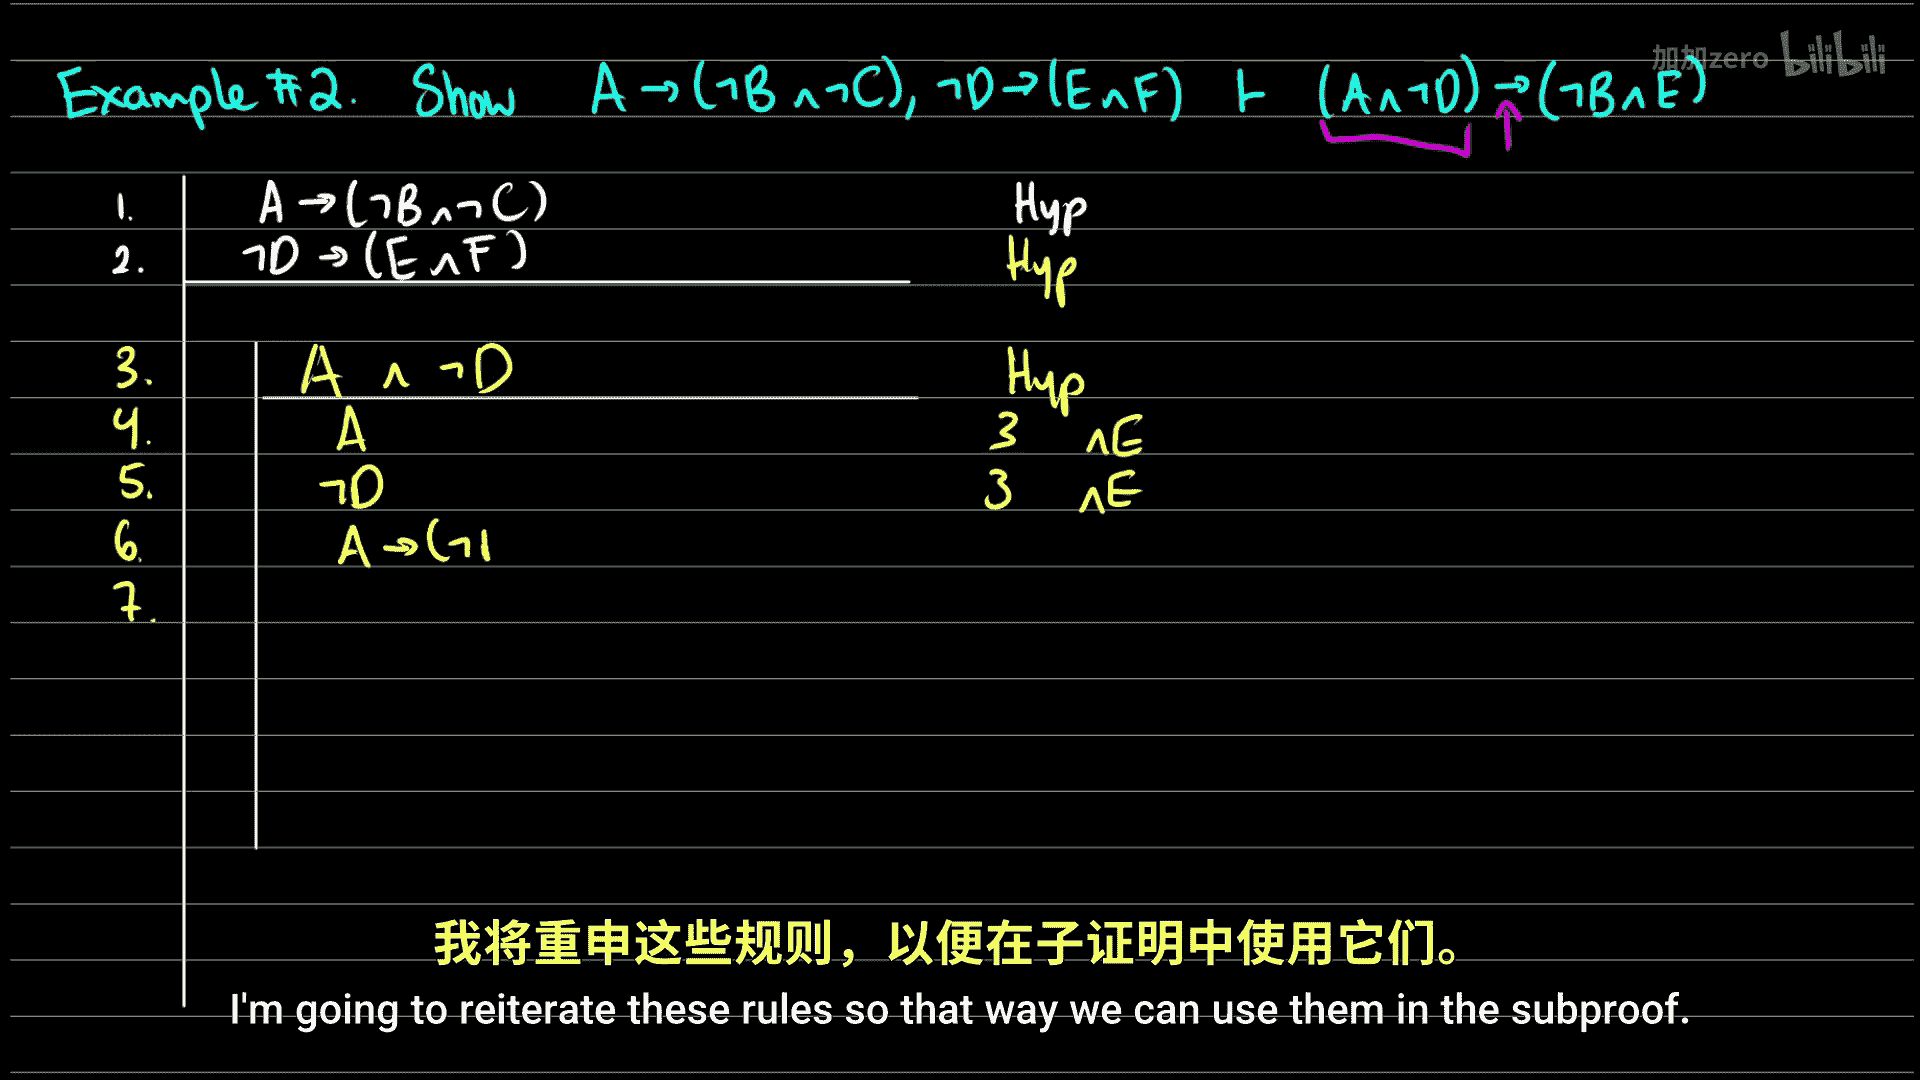 加加zero bilibili
Example #2. Show A → (¬B ∧ ¬C), ¬D → (E ∧ F) ⊢ (A ∧ ¬D) → (¬B ∧ E)
1. A → (¬B ∧ ¬C) Hyp
2. ¬D → (E ∧ F) Hyp
3. A ∧ ¬D Hyp
4. A 3 ∧E
5. ¬D 3 ∧E
6. A → (¬I
7.
我将重申这些规则，以便在子证明中使用它们。
I'm going to reiterate these rules so that way we can use them in the subproof.